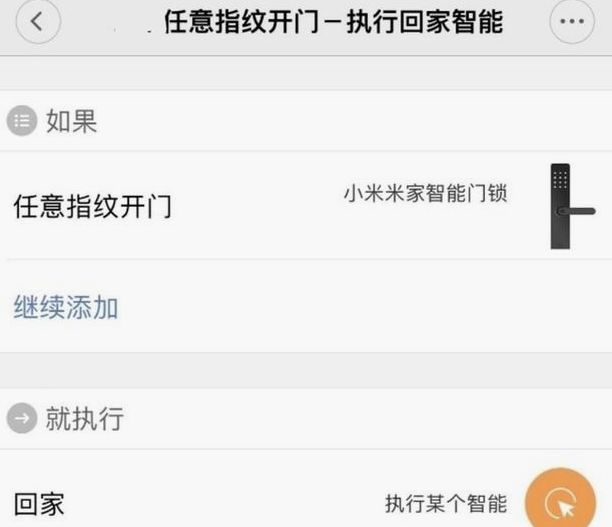 任意指纹开门－执行回家智能
如果
任意指纹开门
小米米家智能门锁
继续添加
就执行
回家
执行某个智能